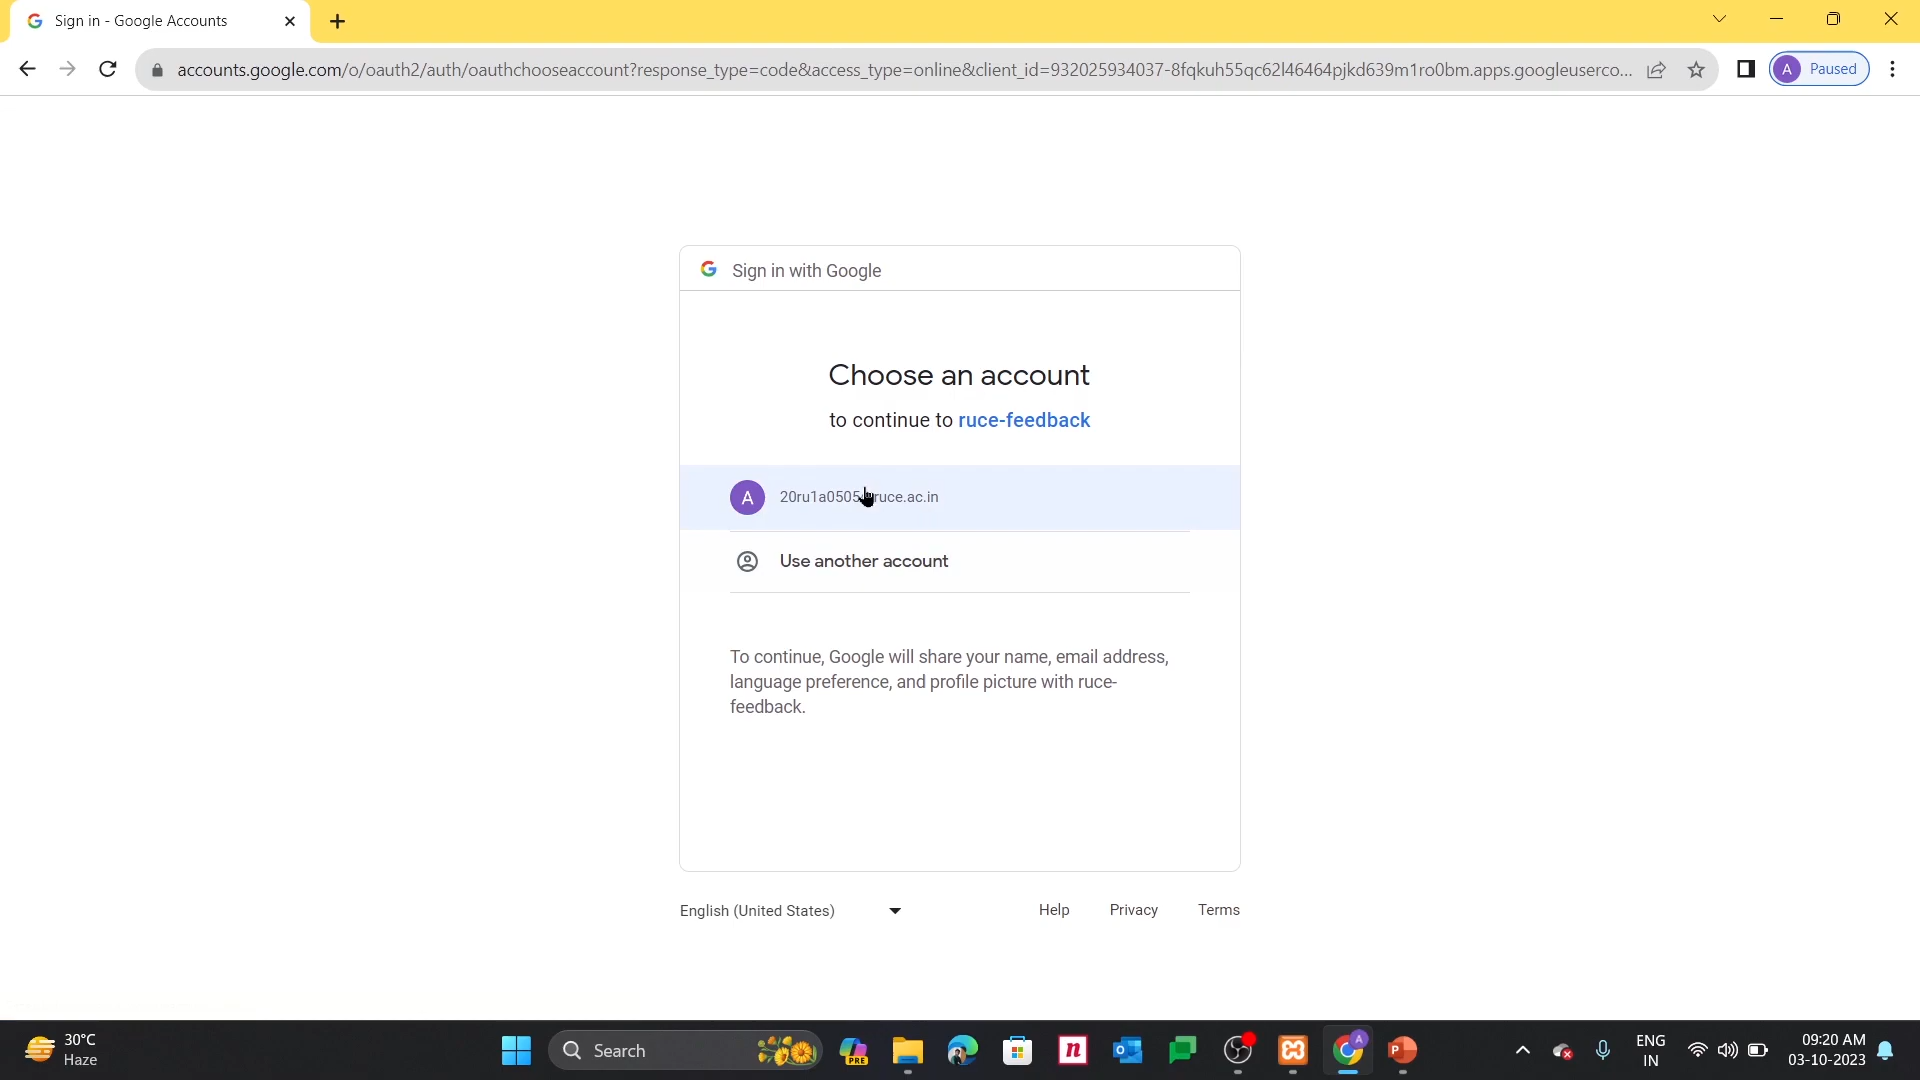 Sign in - Google Accounts
accounts.google.com/o/oauth2/auth/oauthchooseaccount?response_type=code&access_type=online&client_id=932025934037-8fqkuh55qc62l46464pjkd639m1ro0bm.apps.googleuserco...
A Paused
Sign in with Google
Choose an account
to continue to ruce-feedback
A 20ru1a0505 ruce.ac.in
Use another account
To continue, Google will share your name, email address,
language preference, and profile picture with ruce-
feedback.
English (United States) Help Privacy Terms
30°C
Haze
Search
PRE
n
A
P
ENG
IN
09:20 AM
03-10-2023